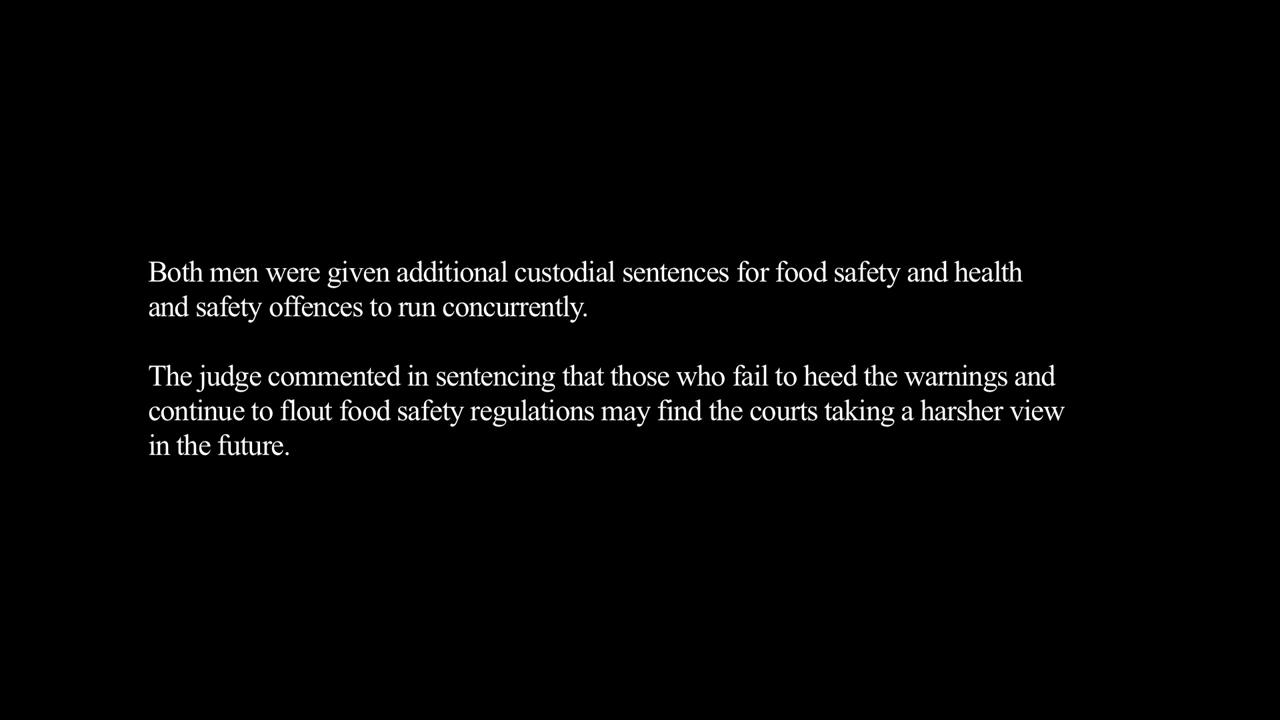 Both men were given additional custodial sentences for food safety and health
and safety offences to run concurrently.
The judge commented in sentencing that those who fail to heed the warnings and
continue to flout food safety regulations may find the courts taking a harsher view
in the future.